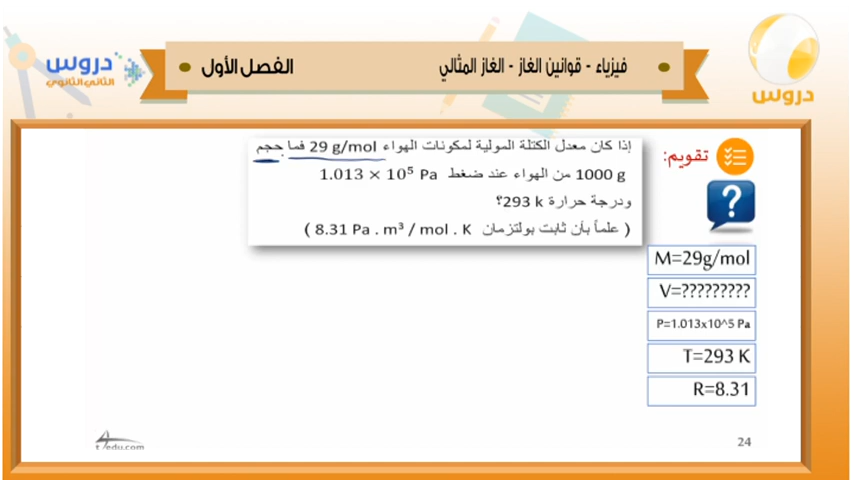 دروس
الثاني الثانوي
الفصل الأول
فيزياء - قوانين الغاز - الغاز المثالي
دروس
تقويم:
إذا كان معدل الكتلة المولية لمكونات الهواء 29 g/mol فما حجم
1000 g من الهواء عند ضغط 1.013 × 10⁵ Pa
ودرجة حرارة 293 k؟
( علماً بأن ثابت بولتزمان 8.31 Pa . m³ / mol . K )
?
M=29g/mol
V=?????????
P=1.013x10^5 Pa
T=293 K
R=8.31
24